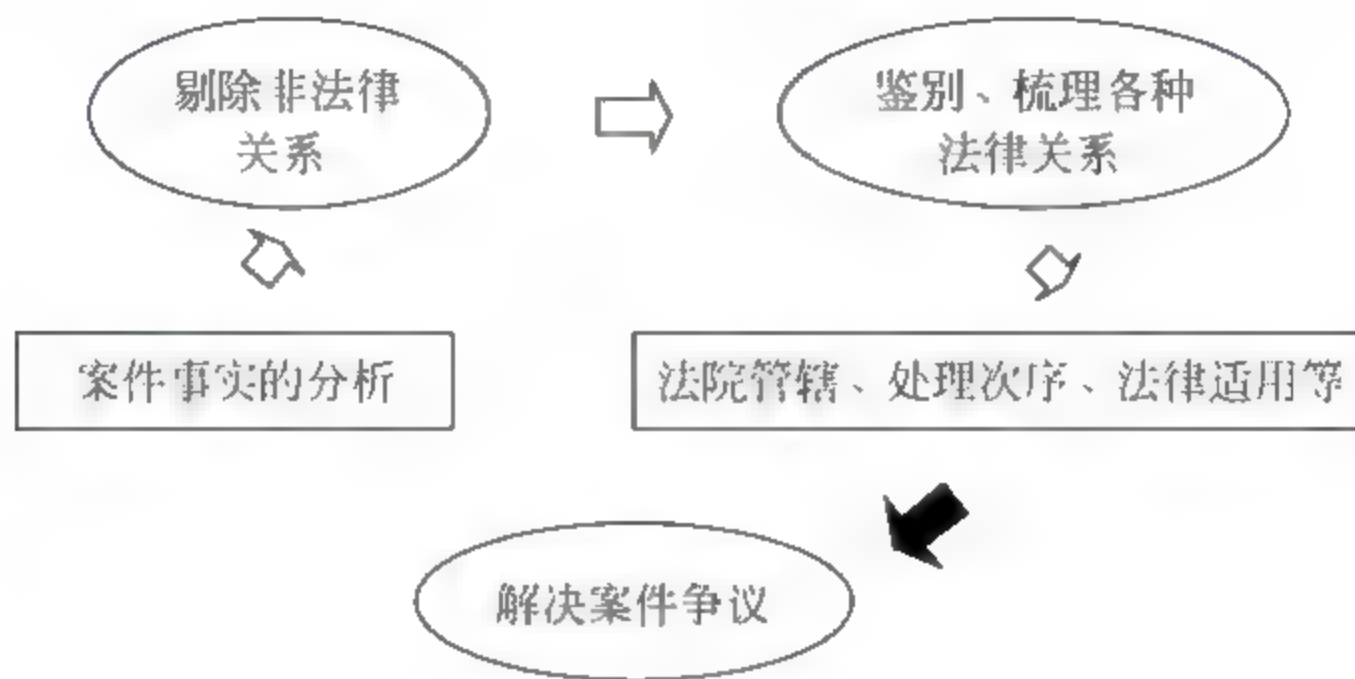 剔除非法律
关系
鉴别、梳理各种
法律关系
案件事实的分析
法院管辖、处理次序、法律适用等
解决案件争议